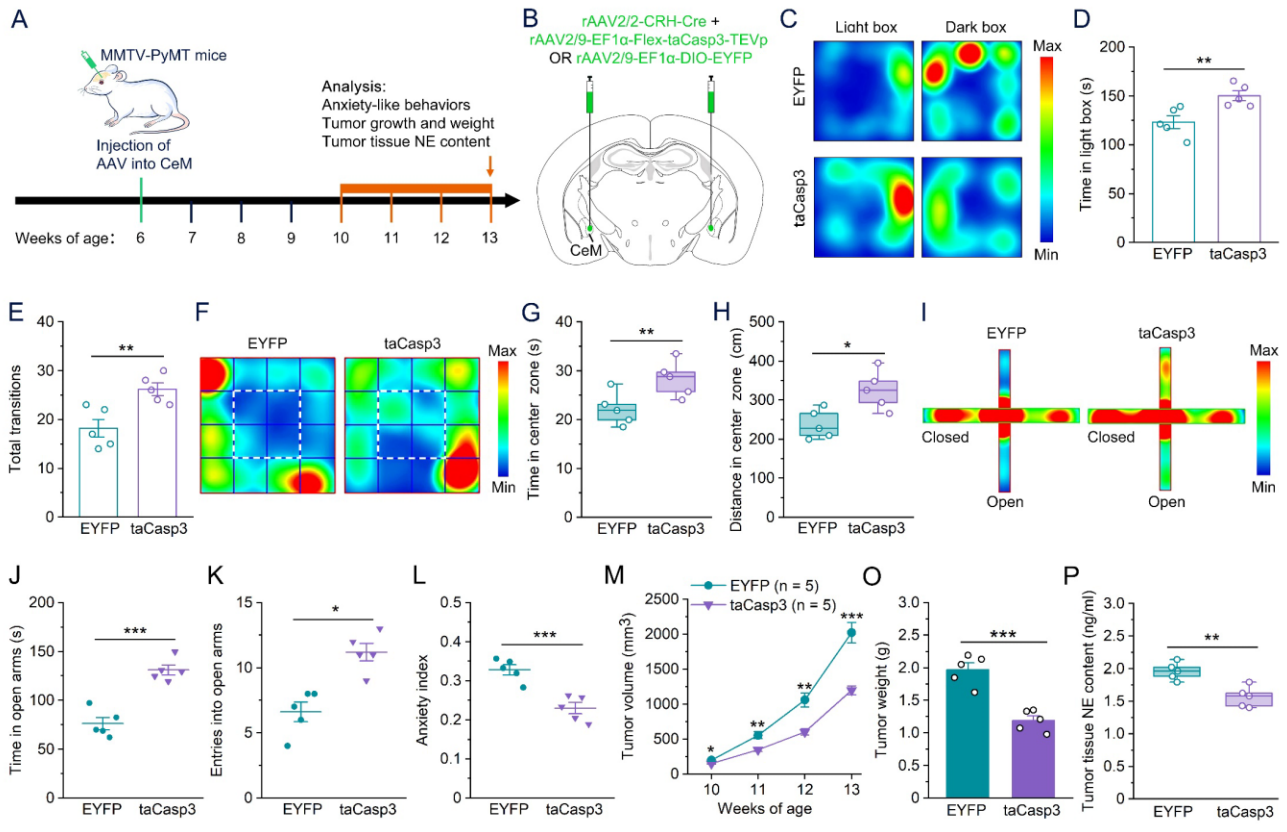 A
MMTV-PyMT mice
Injection of
AAV into CeM
Analysis:
Anxiety-like behaviors
Tumor growth and weight
Tumor tissue NE content
Weeks of age:
6 7 8 9 10 11 12 13
B
rAAV2/2-CRH-Cre +
rAAV2/9-EF1α-Flex-taCasp3-TEVp
OR rAAV2/9-EF1α-DIO-EYFP
CeM
C
Light box Dark box
EYFP
taCasp3
Max
Min
D
Time in light box (s)
200
150
100
50
0
**
EYFP taCasp3
E
Total transitions
40
30
20
10
0
**
EYFP taCasp3
F
EYFP taCasp3
Max
Min
G
Time in center zone (s)
40
30
20
10
0
**
EYFP taCasp3
H
Distance in center zone (cm)
500
400
300
200
100
0
*
EYFP taCasp3
I
EYFP taCasp3
Closed Closed
Open Open
Max
Min
J
Time in open arms (s)
200
150
100
50
0
***
EYFP taCasp3
K
Entries into open arms
15
10
5
0
*
EYFP taCasp3
L
Anxiety index
0.5
0.4
0.3
0.2
0.1
0
***
EYFP taCasp3
M
EYFP (n = 5)
taCasp3 (n = 5)
Tumor volume (mm³)
2500
2000
1500
1000
500
0
* ** ** ***
10 11 12 13
Weeks of age
O
Tumor weight (g)
3.0
2.5
2.0
1.5
1.0
0.5
0
***
EYFP taCasp3
P
Tumor tissue NE content (ng/ml)
3.0
2.5
2.0
1.5
1.0
0.5
0
**
EYFP taCasp3